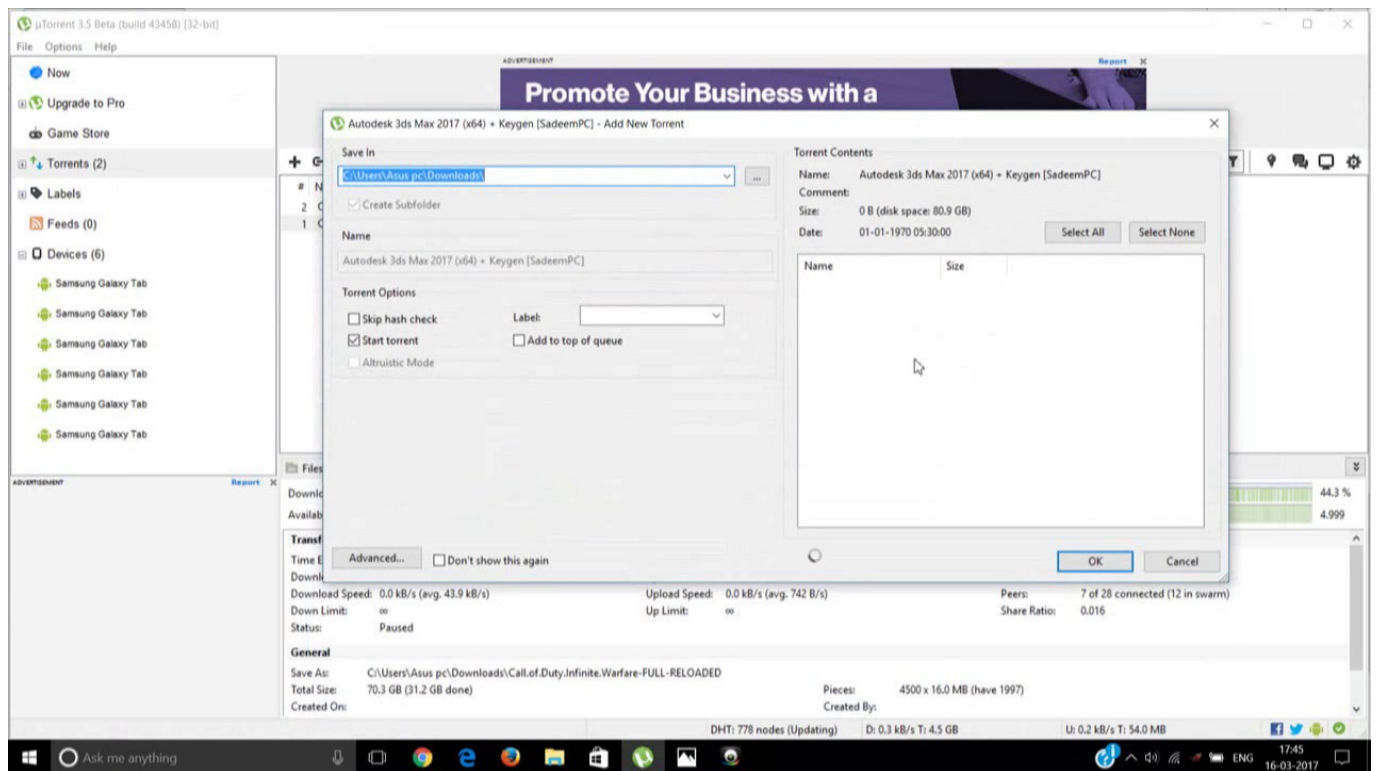 µTorrent 3.5 Beta (build 43458) [32-bit]
File Options Help
Now
Upgrade to Pro
Game Store
Torrents (2)
Labels
Feeds (0)
Devices (6)
Samsung Galaxy Tab
Samsung Galaxy Tab
Samsung Galaxy Tab
Samsung Galaxy Tab
Samsung Galaxy Tab
Samsung Galaxy Tab
ADVERTISEMENT Report X
ADVERTISEMENT Report X
Promote Your Business with a
# N
2 C
1 C
Autodesk 3ds Max 2017 (x64) + Keygen [SadeemPC] - Add New Torrent
Save In
C:\Users\Asus pc\Downloads\
...
Create Subfolder
Name
Autodesk 3ds Max 2017 (x64) + Keygen [SadeemPC]
Torrent Options
Skip hash check
Label:
Start torrent
Add to top of queue
Altruistic Mode
Advanced...
Don't show this again
Torrent Contents
Name: Autodesk 3ds Max 2017 (x64) + Keygen [SadeemPC]
Comment:
Size: 0 B (disk space: 80.9 GB)
Date: 01-01-1970 05:30:00
Select All
Select None
Name Size
OK
Cancel
Files
Downlo
44.3 %
Availab
4.999
Transf
Time E
Downl
Download Speed: 0.0 kB/s (avg. 43.9 kB/s) Upload Speed: 0.0 kB/s (avg. 742 B/s) Peers: 7 of 28 connected (12 in swarm)
Down Limit: ∞ Up Limit: ∞ Share Ratio: 0.016
Status: Paused
General
Save As: C:\Users\Asus pc\Downloads\Call.of.Duty.Infinite.Warfare-FULL-RELOADED
Total Size: 70.3 GB (31.2 GB done) Pieces: 4500 x 16.0 MB (have 1997)
Created On: Created By:
DHT: 778 nodes (Updating) D: 0.3 kB/s T: 4.5 GB U: 0.2 kB/s T: 54.0 MB
Ask me anything
ENG
17:45
16-03-2017